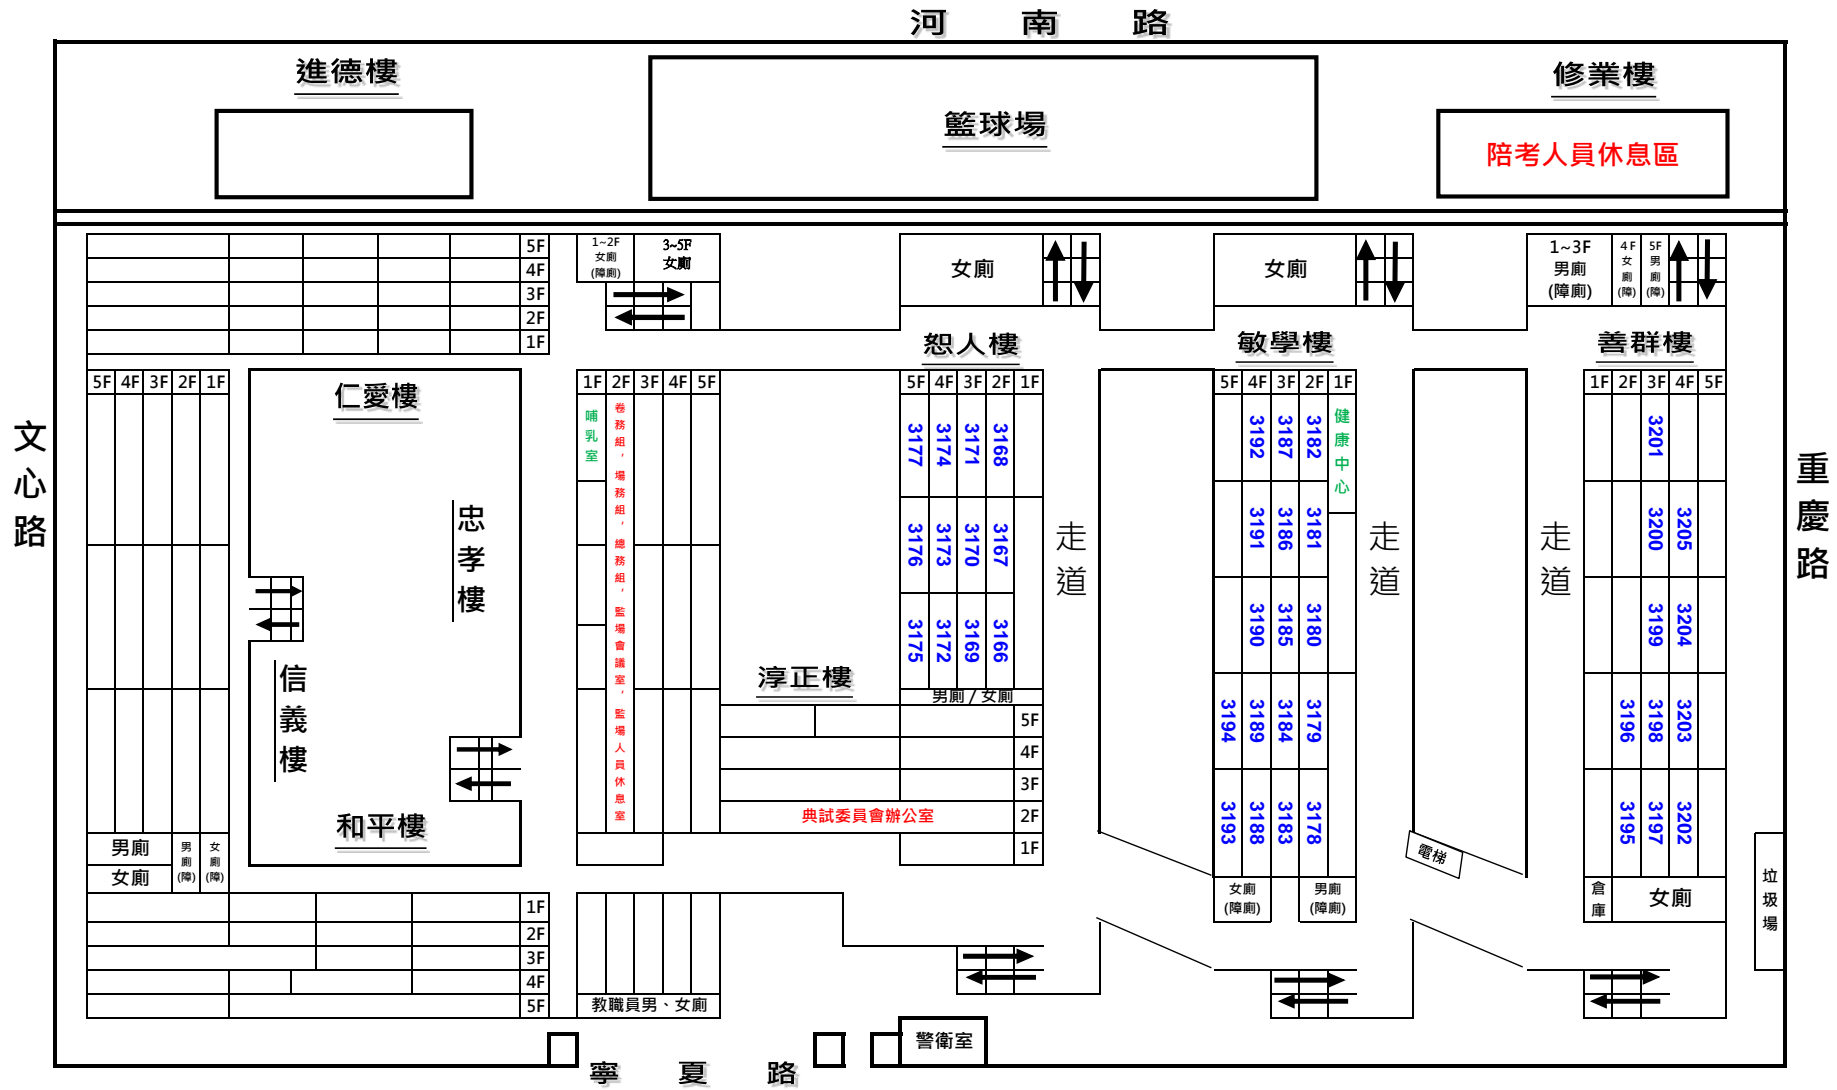 河 南 路
進德樓
籃球場
修業樓
陪考人員休息區
文心路
重慶路
5F
4F
3F
2F
1F
1~2F
女廁
(障廁)
3~5F
女廁
女廁
女廁
1~3F
男廁
(障廁)
4F
女
廁
(障)
5F
男
廁
(障)
恕人樓
敏學樓
善群樓
5F 4F 3F 2F 1F
仁愛樓
忠孝樓
信義樓
和平樓
1F 2F 3F 4F 5F
哺乳室
卷務組，場務組，總務組，監場會議室，監場人員休息室
5F 4F 3F 2F 1F
3177 3174 3171 3168
3176 3173 3170 3167
3175 3172 3169 3166
男廁/女廁
走道
5F 4F 3F 2F 1F
3192 3187 3182
健康中心
3191 3186 3181
3190 3185 3180
3194 3189 3184 3179
3193 3188 3183 3178
走道
走道
1F 2F 3F 4F 5F
3201
3200 3205
3199 3204
3196 3198 3203
3195 3197 3202
淳正樓
5F
4F
3F
典試委員會辦公室 2F
1F
男廁
女廁
男
廁
(障)
女
廁
(障)
電梯
女廁
(障廁)
男廁
(障廁)
倉庫
女廁
垃圾場
1F
2F
3F
4F
5F
教職員男、女廁
警衛室
寧 夏 路